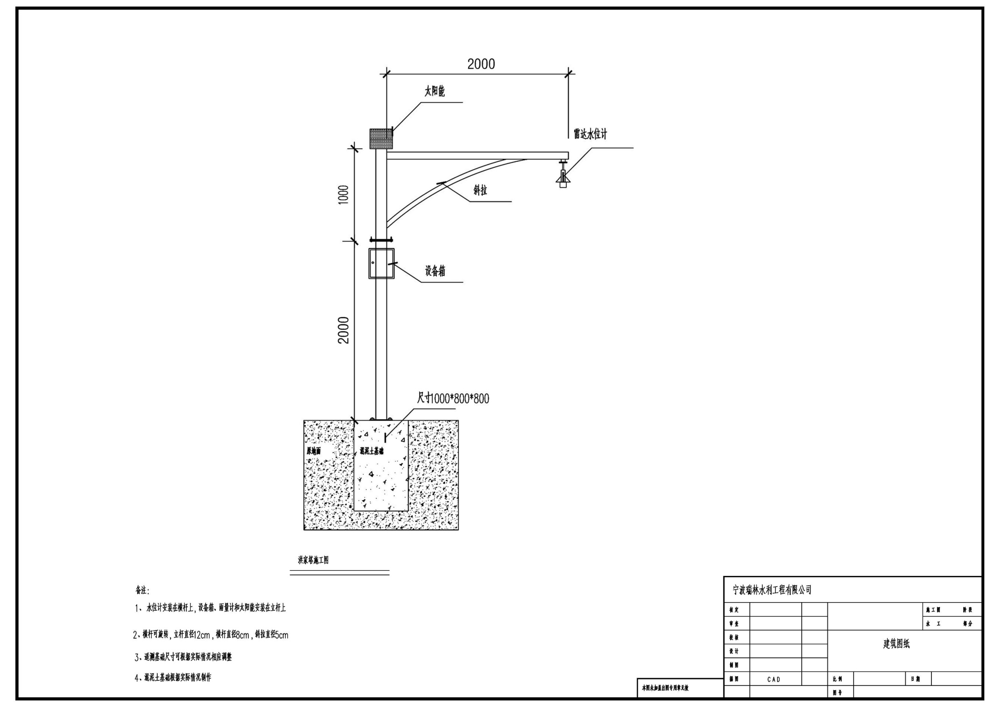 2000
太阳能
雷达水位计
斜拉
1000
设备箱
2000
尺寸1000*800*800
原地面
混泥土基础
洪家塔施工图
备注：
1、水位计安装在横杆上，设备箱、雨量计和太阳能安装在立杆上
2、横杆可旋转，立杆直径12cm，横杆直径8cm，斜拉直径5cm
3、遥测基础尺寸可根据实际情况相应调整
4、混泥土基础根据实际情况制作
本图未加盖出图专用章无效
宁波瑞林水利工程有限公司
核定
施工图 阶段
审查
水工 部分
校核
建筑图纸
设计
制图
描图 CAD 比例 日期
图号